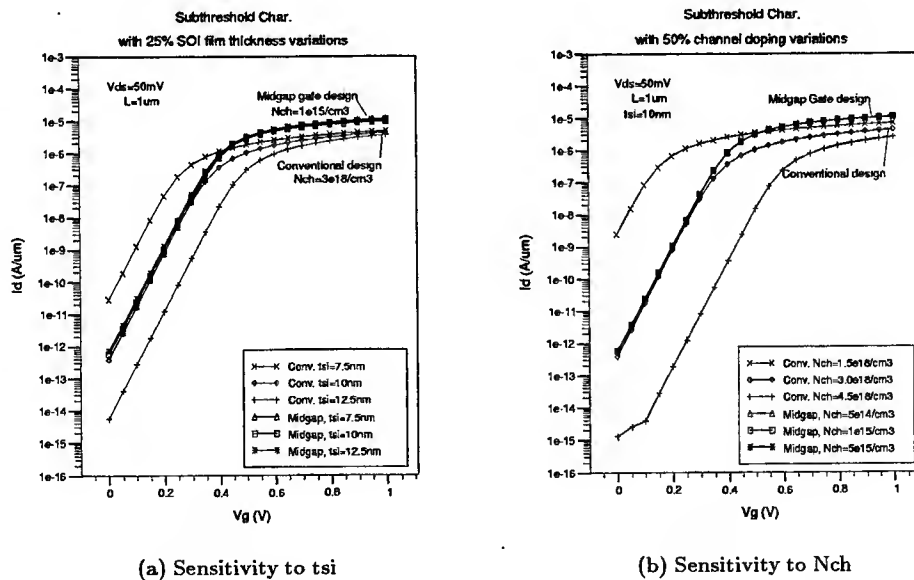 Subthreshold Char.
with 25% SOI film thickness variations
1e-3
1e-4
1e-5
1e-6
1e-7
1e-8
1e-9
1e-10
1e-11
1e-12
1e-13
1e-14
1e-15
1e-16
Id (A/um)
Vds=50mV
L=1um
Midgap gate design
Nch=1e15/cm3
Conventional design
Nch=3e18/cm3
Conv. tsi=7.5nm
Conv. tsi=10nm
Conv. tsi=12.5nm
Midgap, tsi=7.5nm
Midgap, tsi=10nm
Midgap, tsi=12.5nm
0 0.2 0.4 0.6 0.8 1
Vg (V)
(a) Sensitivity to tsi
Subthreshold Char.
with 50% channel doping variations
1e-3
1e-4
1e-5
1e-6
1e-7
1e-8
1e-9
1e-10
1e-11
1e-12
1e-13
1e-14
1e-15
1e-16
Id (A/um)
Vds=50mV
L=1um
tsi=10nm
Midgap Gate design
Conventional design
Conv. Nch=1.5e18/cm3
Conv. Nch=3.0e18/cm3
Conv. Nch=4.5e18/cm3
Midgap, Nch=5e14/cm3
Midgap, Nch=1e15/cm3
Midgap, Nch=5e15/cm3
0 0.2 0.4 0.6 0.8 1
Vg (V)
(b) Sensitivity to Nch